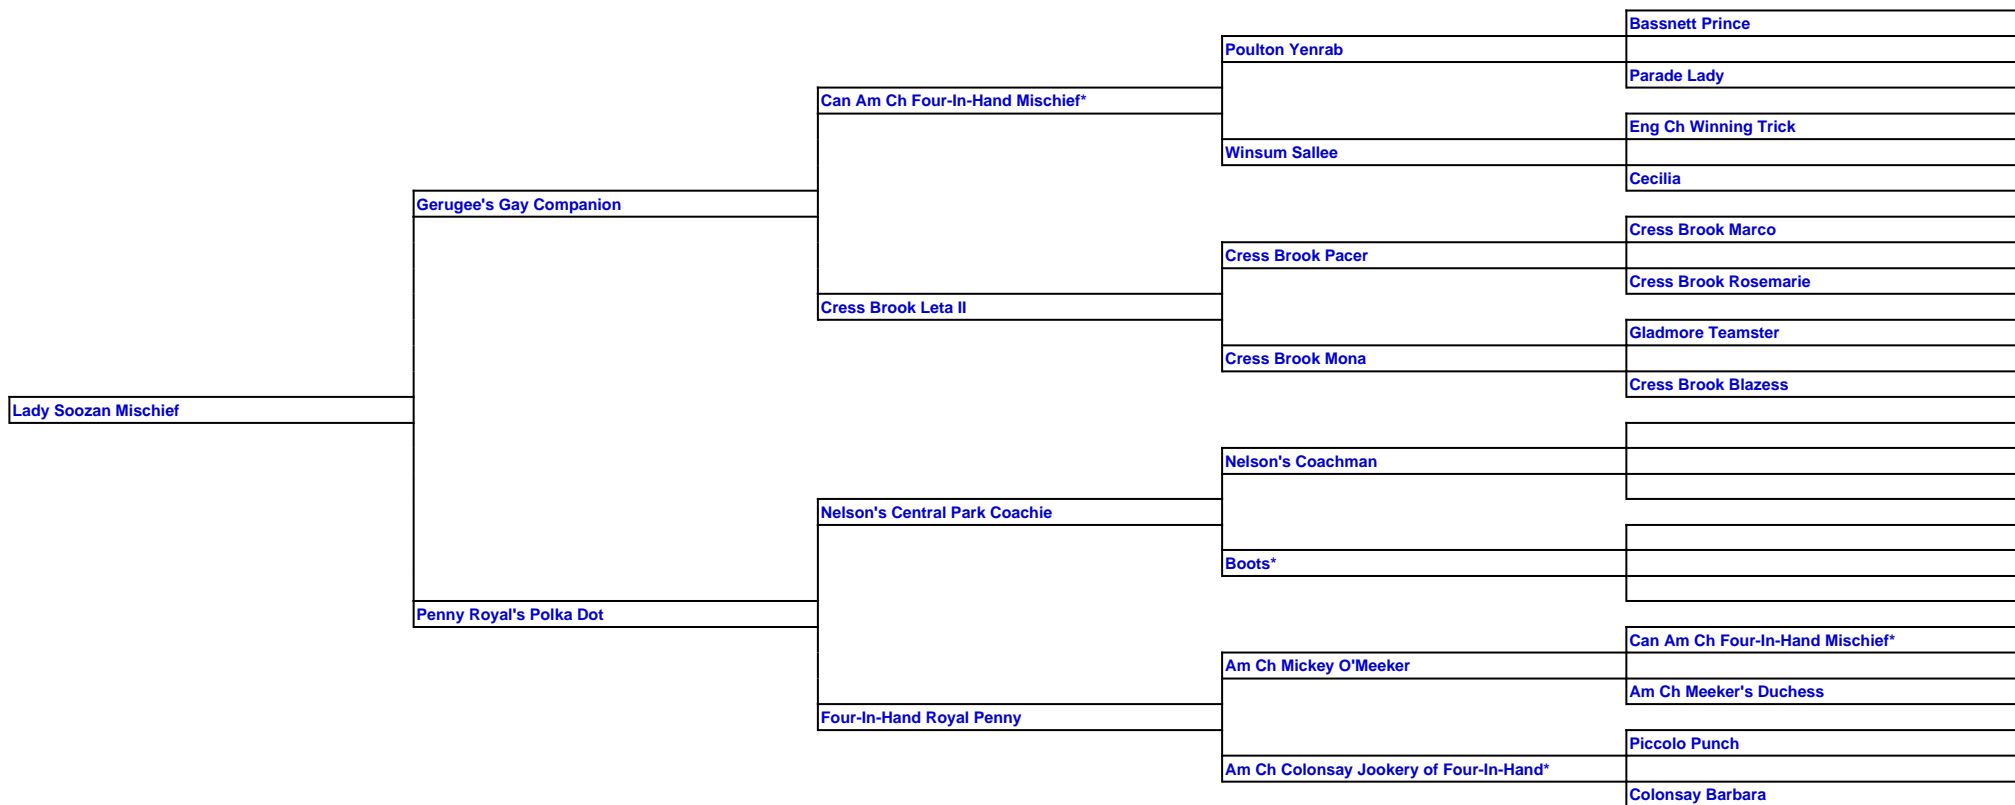 Bassnett Prince
Poulton Yenrab
Parade Lady
Can Am Ch Four-In-Hand Mischief*
Eng Ch Winning Trick
Winsum Sallee
Cecilia
Gerugee's Gay Companion
Cress Brook Marco
Cress Brook Pacer
Cress Brook Rosemarie
Cress Brook Leta II
Gladmore Teamster
Cress Brook Mona
Cress Brook Blazess
Lady Soozan Mischief
Nelson's Coachman
Nelson's Central Park Coachie
Boots*
Penny Royal's Polka Dot
Can Am Ch Four-In-Hand Mischief*
Am Ch Mickey O'Meeker
Am Ch Meeker's Duchess
Four-In-Hand Royal Penny
Piccolo Punch
Am Ch Colonsay Jookery of Four-In-Hand*
Colonsay Barbara